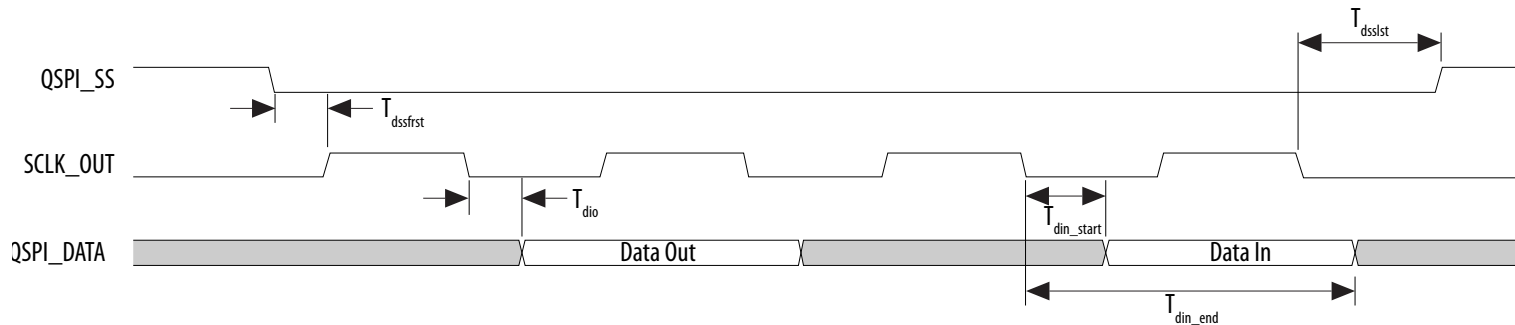 T_dsslst
QSPI_SS
T_dssfrst
SCLK_OUT
T_dio
T_din_start
QSPI_DATA
Data Out
Data In
T_din_end